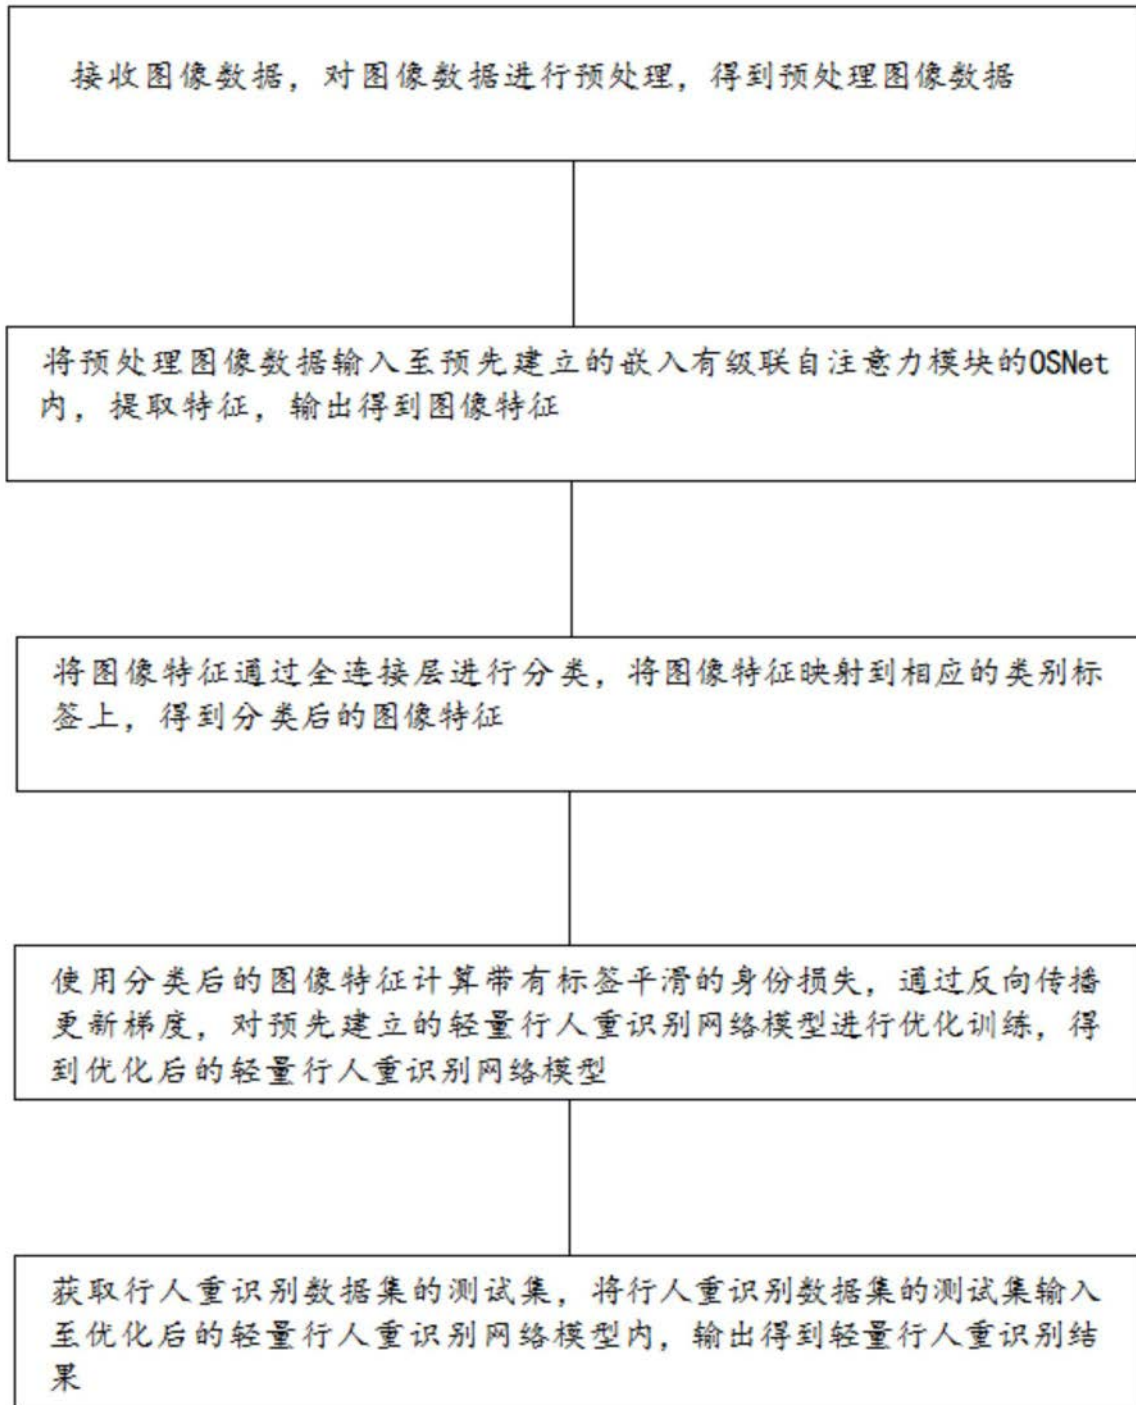 接收图像数据，对图像数据进行预处理，得到预处理图像数据
将预处理图像数据输入至预先建立的嵌入有级联自注意力模块的OSNet
内，提取特征，输出得到图像特征
将图像特征通过全连接层进行分类，将图像特征映射到相应的类别标
签上，得到分类后的图像特征
使用分类后的图像特征计算带有标签平滑的身份损失，通过反向传播
更新梯度，对预先建立的轻量行人重识别网络模型进行优化训练，得
到优化后的轻量行人重识别网络模型
获取行人重识别数据集的测试集，将行人重识别数据集的测试集输入
至优化后的轻量行人重识别网络模型内，输出得到轻量行人重识别结
果